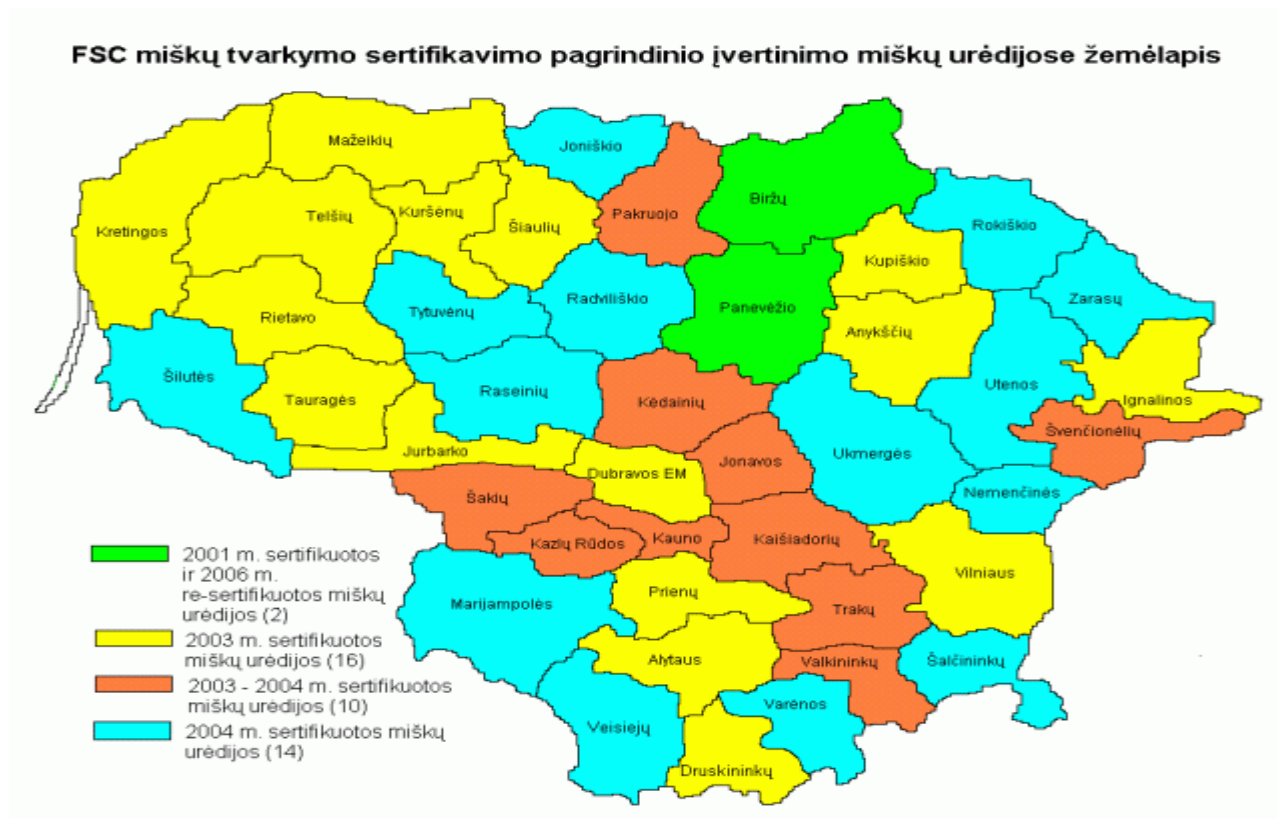 FSC miškų tvarkymo sertifikavimo pagrindinio įvertinimo miškų urėdijose žemėlapis
Mažeikių
Joniškio
Biržų
Kretingos
Telšių
Kuršėnų
Šiaulių
Pakruojo
Rokiškio
Kupiškio
Rietavo
Tytuvėnų
Radviliškio
Panevėžio
Anykščių
Zarasų
Šilutės
Tauragės
Raseinių
Kėdainių
Utenos
Ignalinos
Švenčionėlių
Jurbarko
Dubravos EM
Jonavos
Ukmergės
Nemenčinės
Šakių
Kazlų Rūdos
Kauno
Kaišiadorių
Vilniaus
Marijampolės
Prienų
Trakų
Alytaus
Valkininkų
Šalčininkų
Veisiejų
Varėnos
Druskininkų
2001 m. sertifikuotos
ir 2006 m.
re-sertifikuotos miškų
urėdijos (2)
2003 m. sertifikuotos
miškų urėdijos (16)
2003 - 2004 m. sertifikuotos
miškų urėdijos (10)
2004 m. sertifikuotos miškų
urėdijos (14)